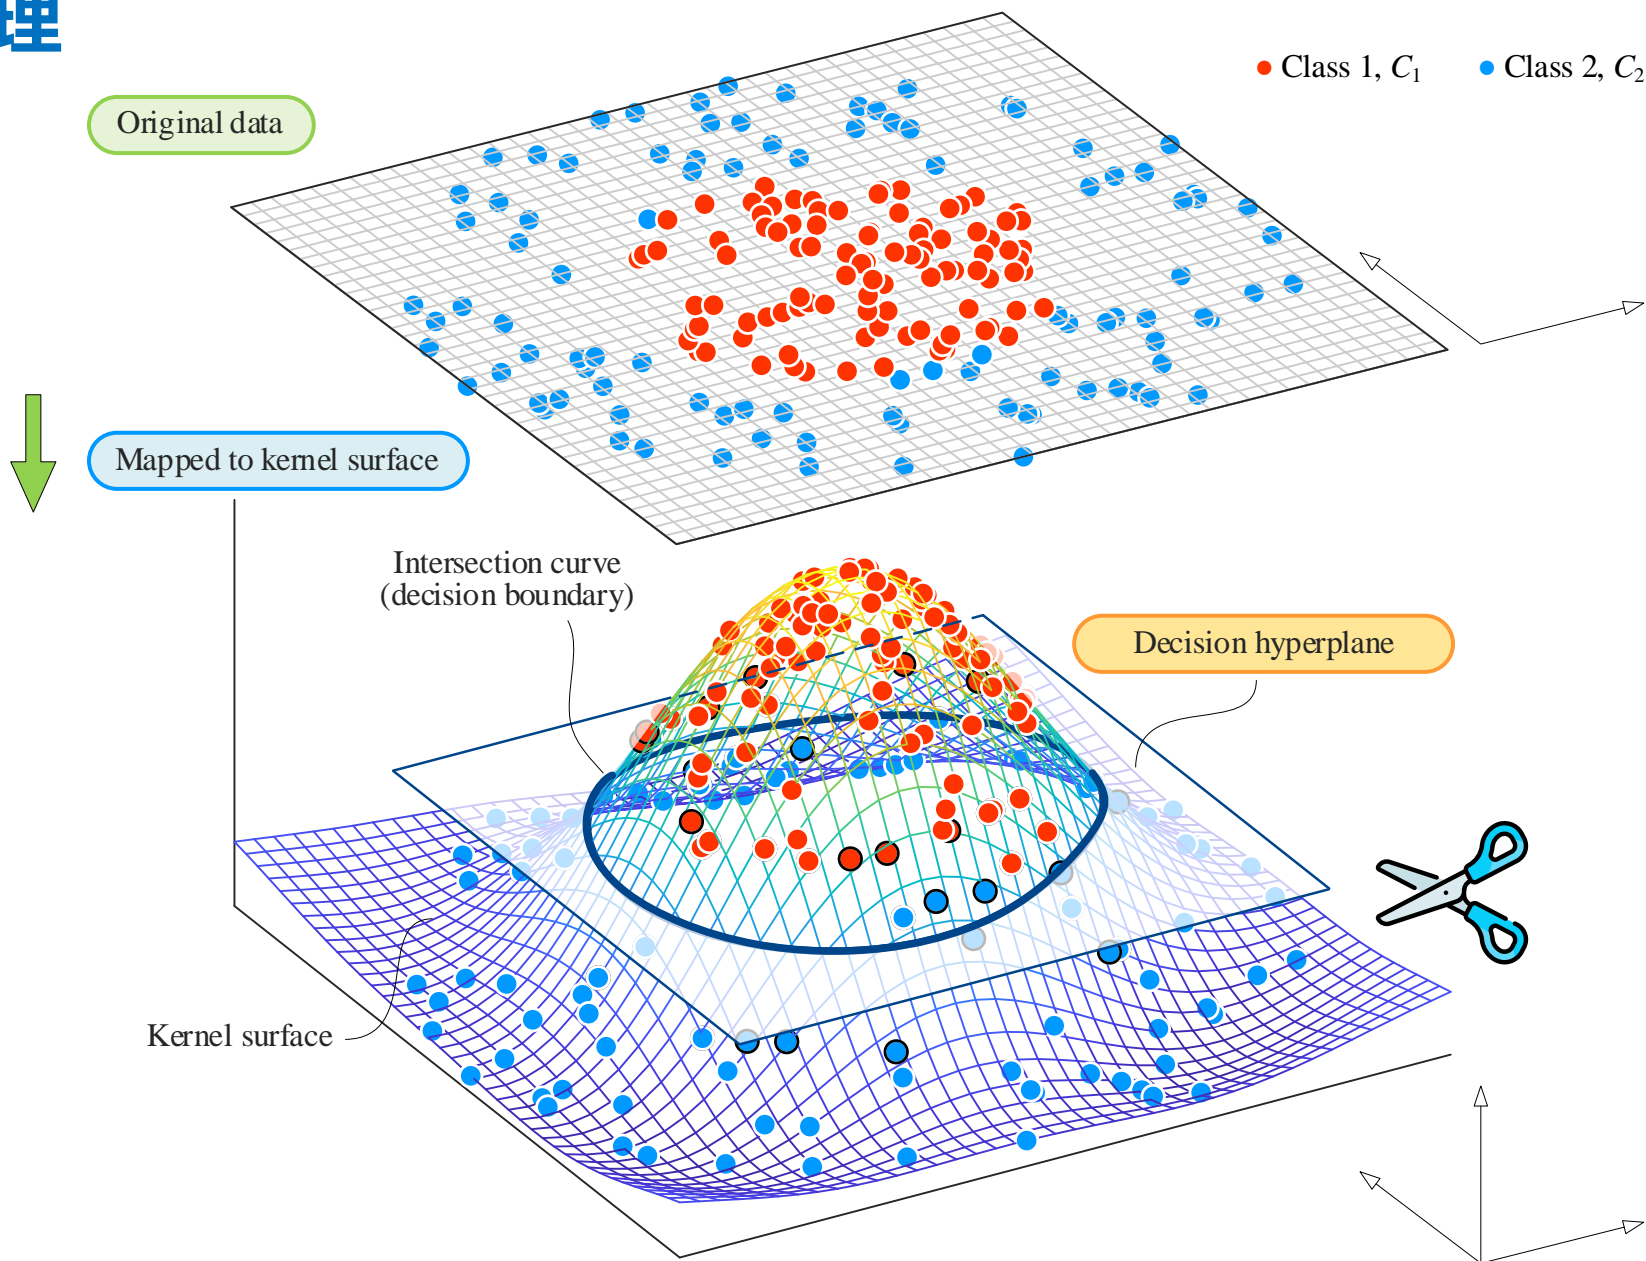 理
Class 1, C₁
Class 2, C₂
Original data
Mapped to kernel surface
Intersection curve
(decision boundary)
Decision hyperplane
Kernel surface